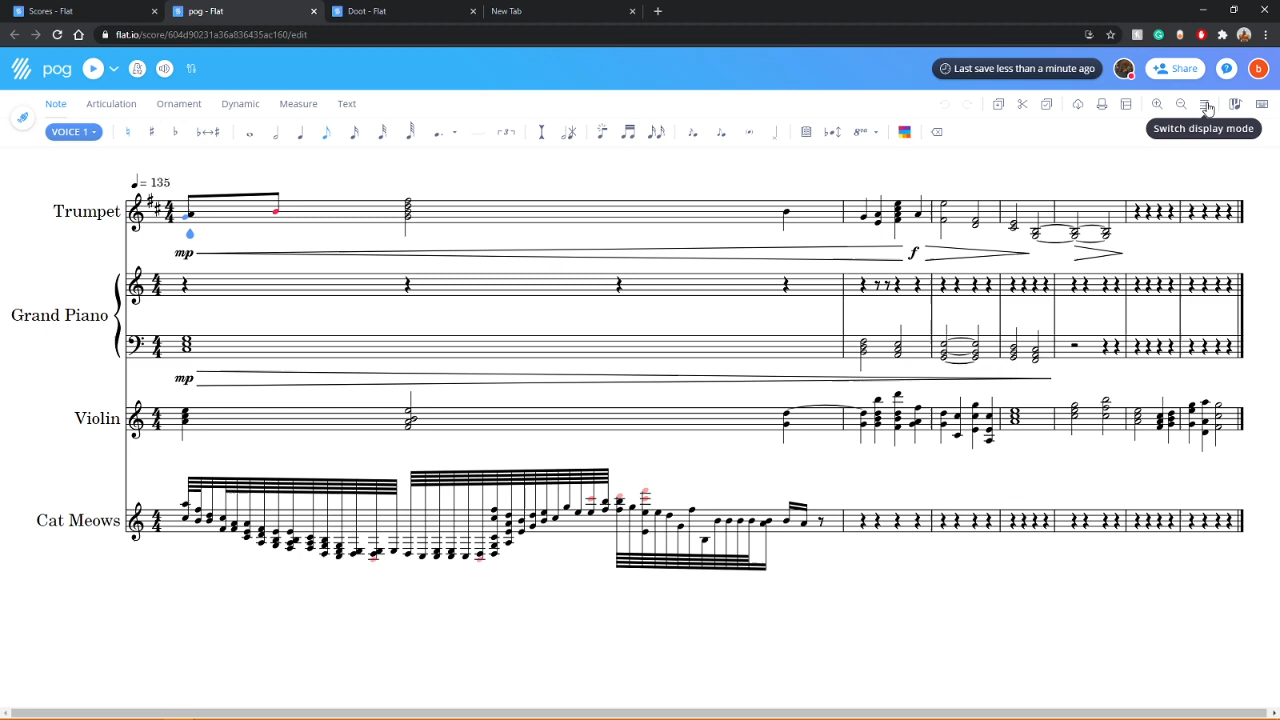 Scores - Flat
pog - Flat
Doot - Flat
New Tab
flat.io/score/604d90231a36a836435ac160/edit
pog
Last save less than a minute ago
Share
b
Note Articulation Ornament Dynamic Measure Text
Switch display mode
VOICE 1
= 135
Trumpet
mp
f
Grand Piano
mp
Violin
Cat Meows